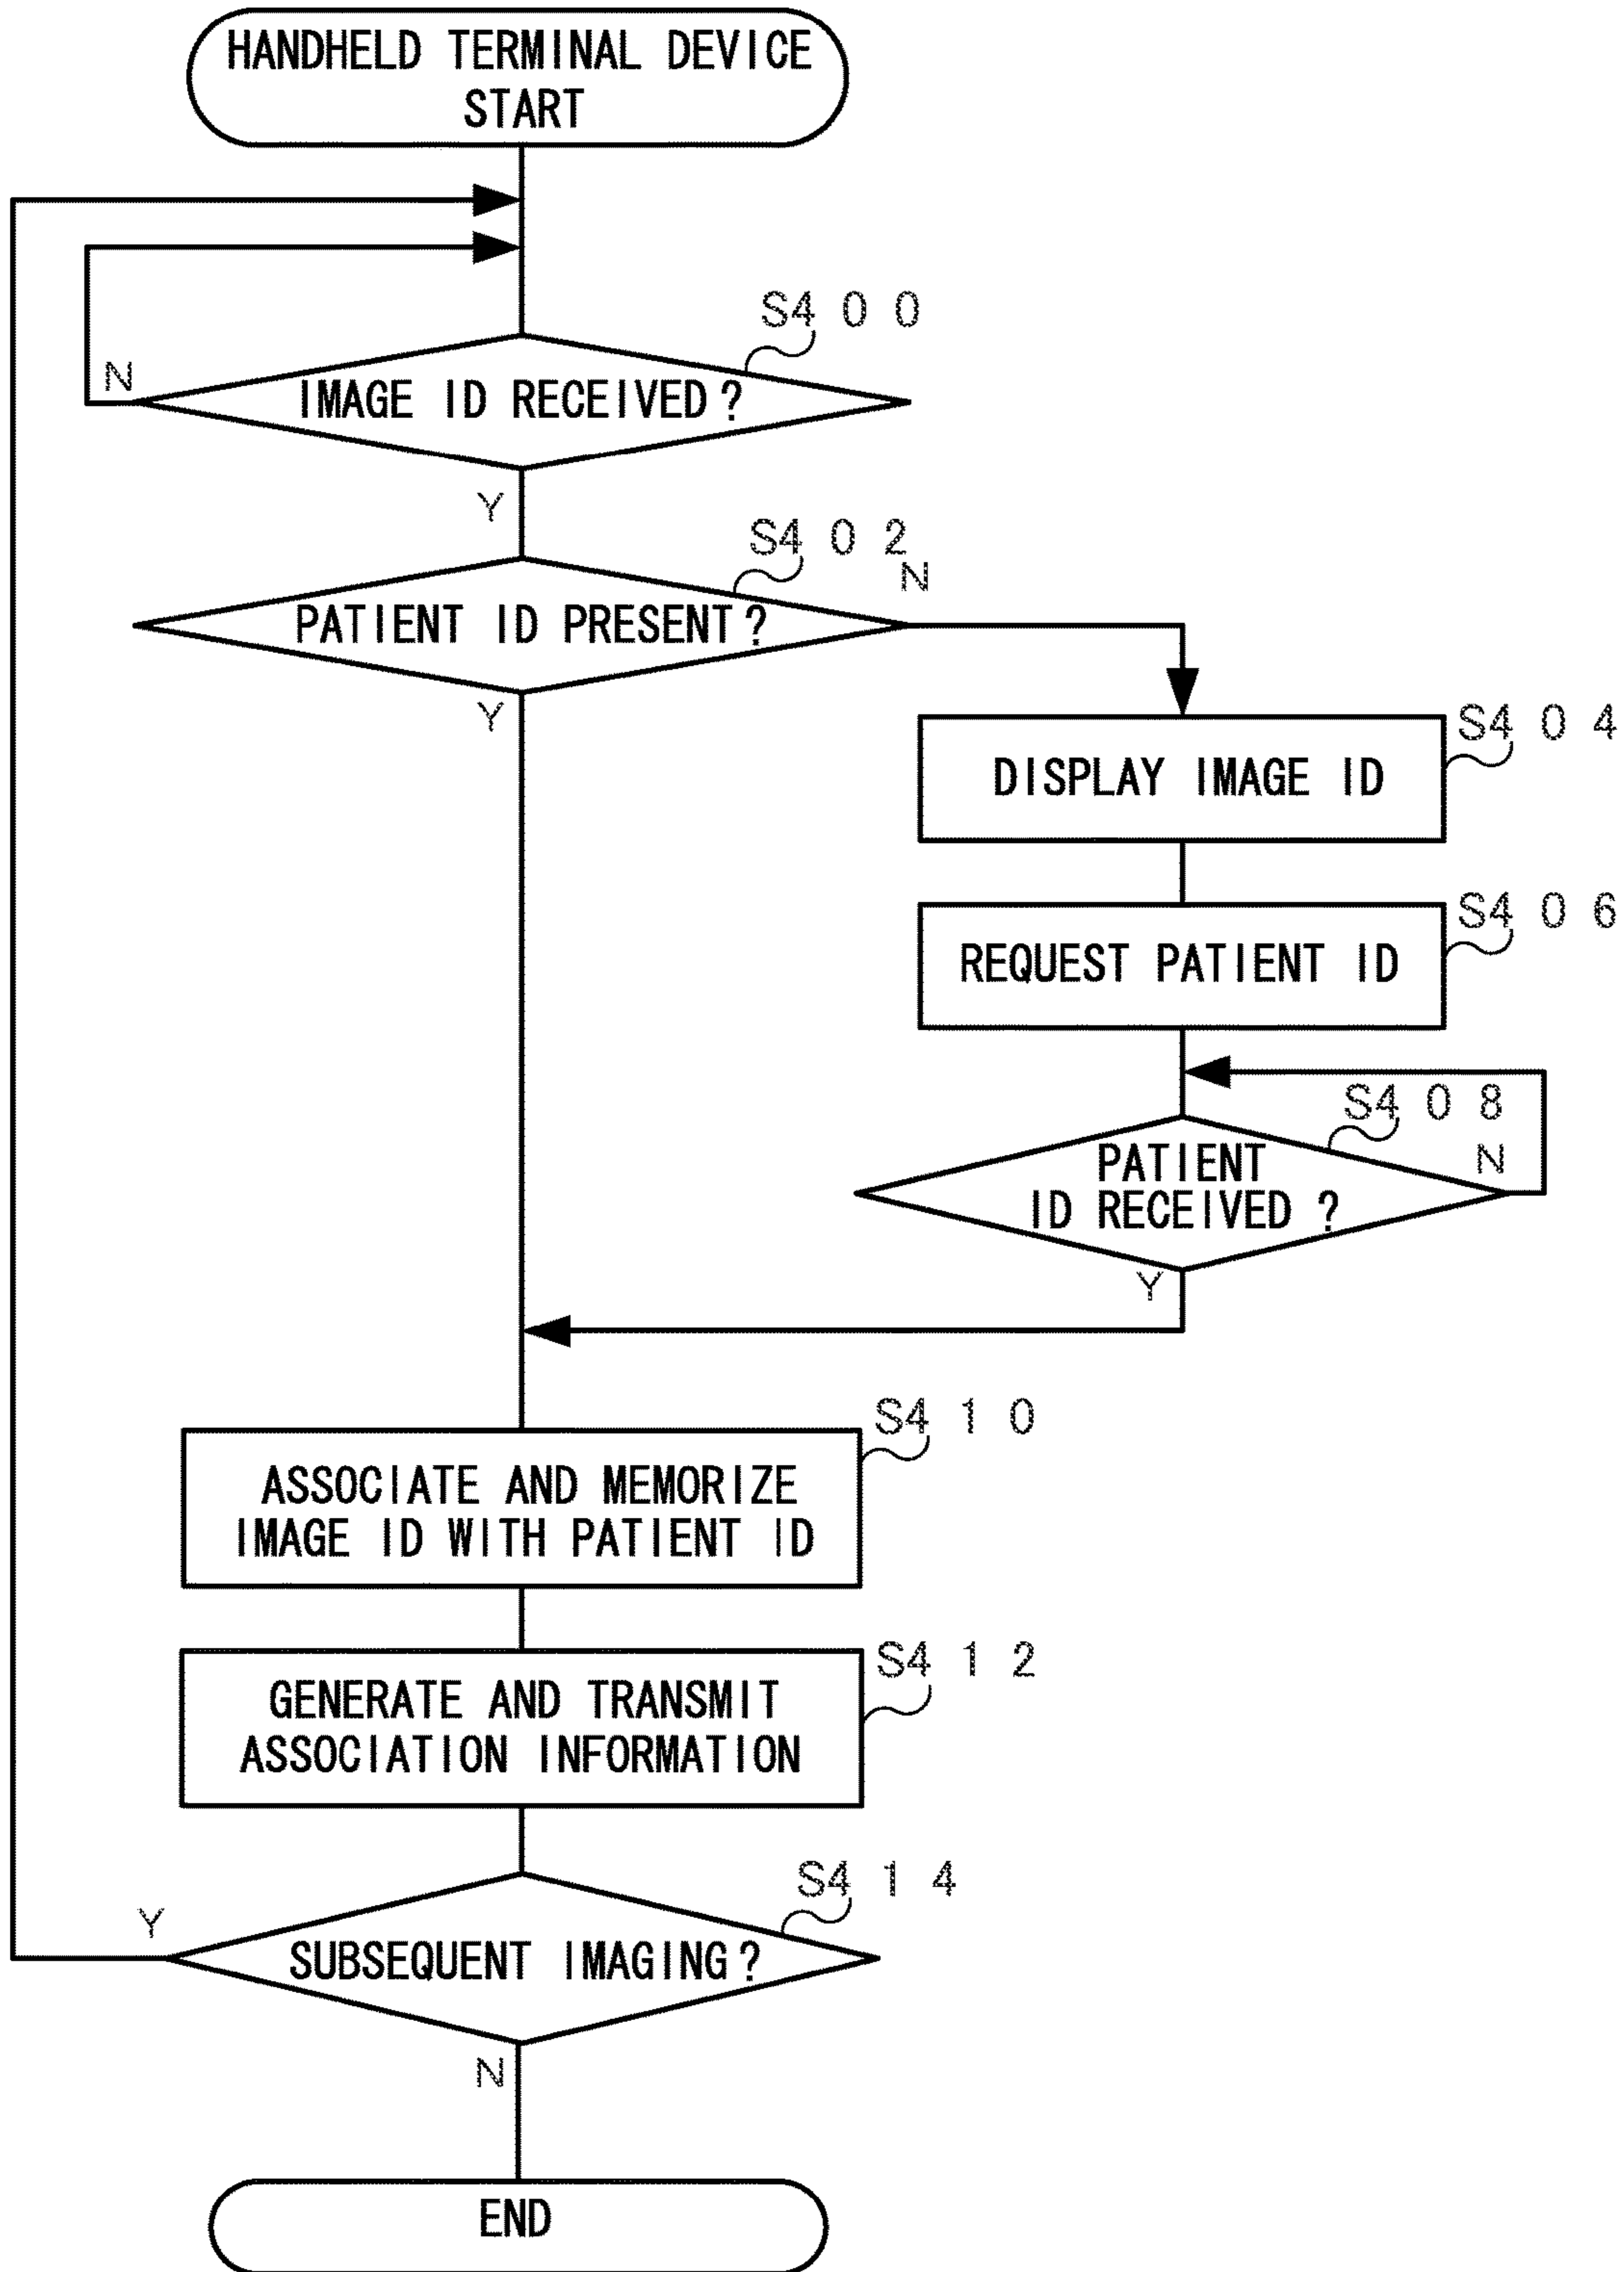 HANDHELD TERMINAL DEVICE
START
S400
N
IMAGE ID RECEIVED?
Y
S402
N
PATIENT ID PRESENT?
Y
S404
DISPLAY IMAGE ID
S406
REQUEST PATIENT ID
S408
N
PATIENT
ID RECEIVED ?
Y
S410
ASSOCIATE AND MEMORIZE
IMAGE ID WITH PATIENT ID
S412
GENERATE AND TRANSMIT
ASSOCIATION INFORMATION
S414
Y
SUBSEQUENT IMAGING?
N
END